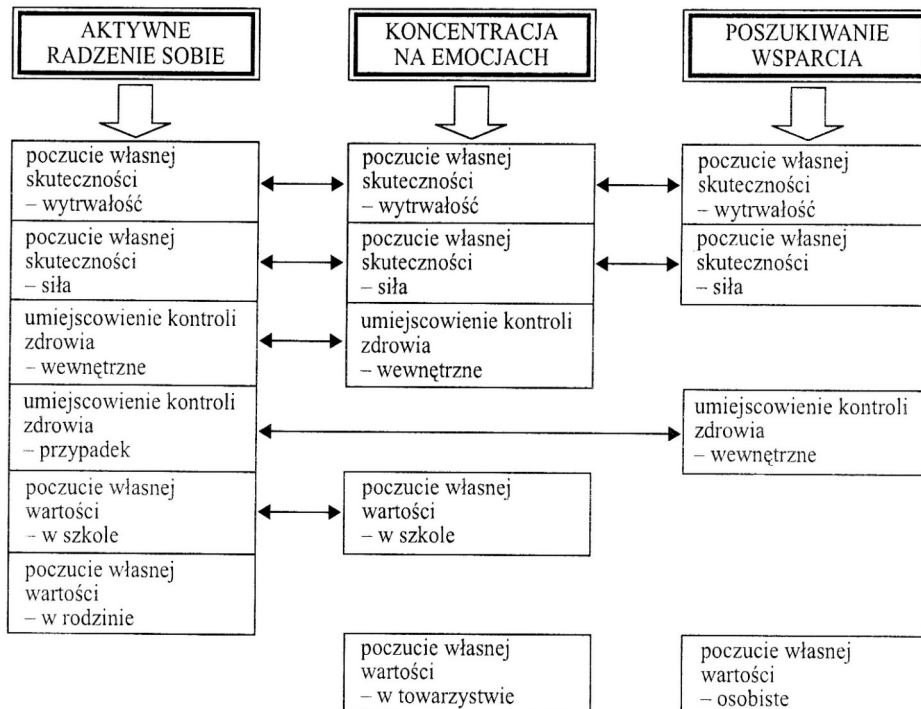 AKTYWNE
RADZENIE SOBIE
KONCENTRACJA
NA EMOCJACH
POSZUKIWANIE
WSPARCIA
poczucie własnej
skuteczności
– wytrwałość
poczucie własnej
skuteczności
– wytrwałość
poczucie własnej
skuteczności
– wytrwałość
poczucie własnej
skuteczności
– siła
poczucie własnej
skuteczności
– siła
poczucie własnej
skuteczności
– siła
umiejscowienie kontroli
zdrowia
– wewnętrzne
umiejscowienie kontroli
zdrowia
– wewnętrzne
umiejscowienie kontroli
zdrowia
– przypadek
umiejscowienie kontroli
zdrowia
– wewnętrzne
poczucie własnej
wartości
– w szkole
poczucie własnej
wartości
– w szkole
poczucie własnej
wartości
– w rodzinie
poczucie własnej
wartości
– w towarzystwie
poczucie własnej
wartości
– osobiste